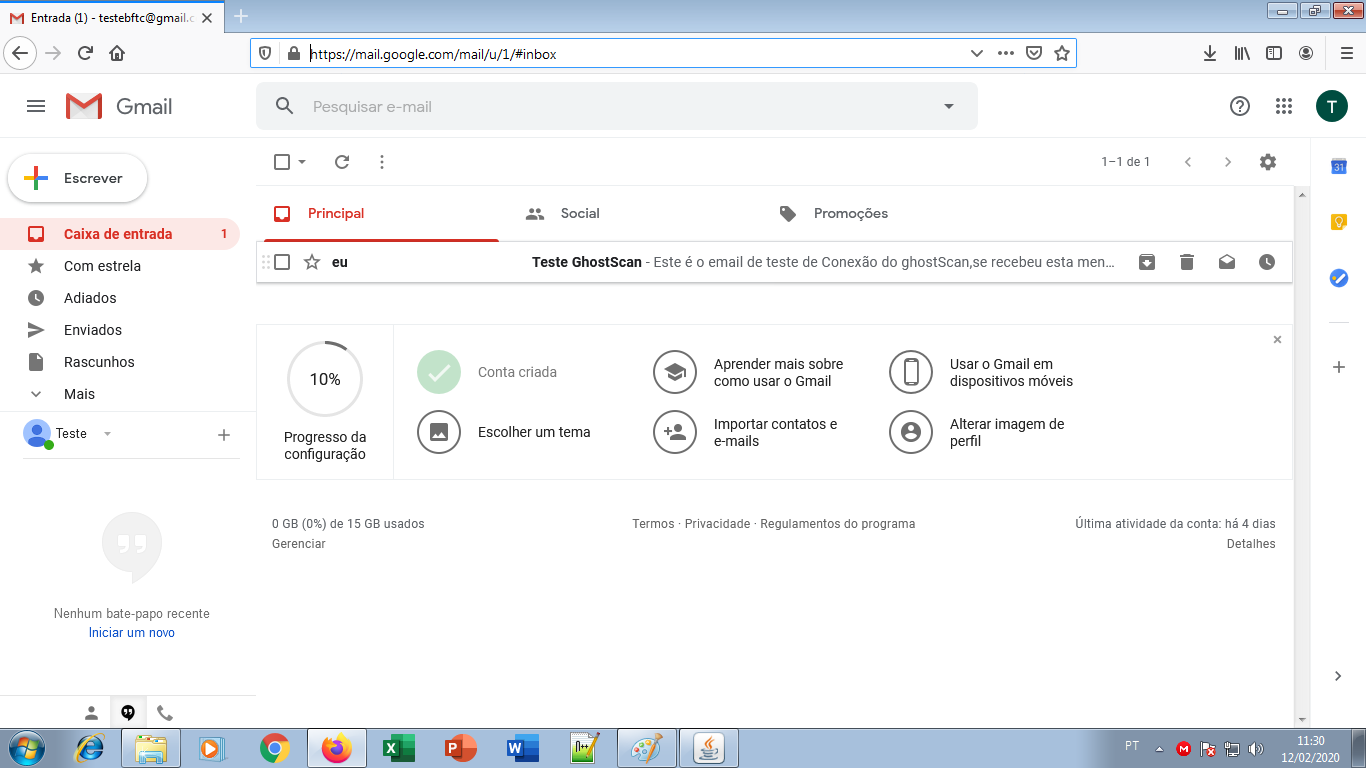 Entrada (1) - testebftc@gmail.c
https://mail.google.com/mail/u/1/#inbox
Gmail
Pesquisar e-mail
T
Escrever
1–1 de 1
31
Principal
Social
Promoções
Caixa de entrada 1
Com estrela
Adiados
Enviados
Rascunhos
Mais
Teste
eu Teste GhostScan - Este é o email de teste de Conexão do ghostScan,se recebeu esta men...
10%
Progresso da
configuração
Conta criada
Escolher um tema
Aprender mais sobre
como usar o Gmail
Importar contatos e
e-mails
Usar o Gmail em
dispositivos móveis
Alterar imagem de
perfil
0 GB (0%) de 15 GB usados
Gerenciar
Termos · Privacidade · Regulamentos do programa
Última atividade da conta: há 4 dias
Detalhes
Nenhum bate-papo recente
Iniciar um novo
PT
11:30
12/02/2020